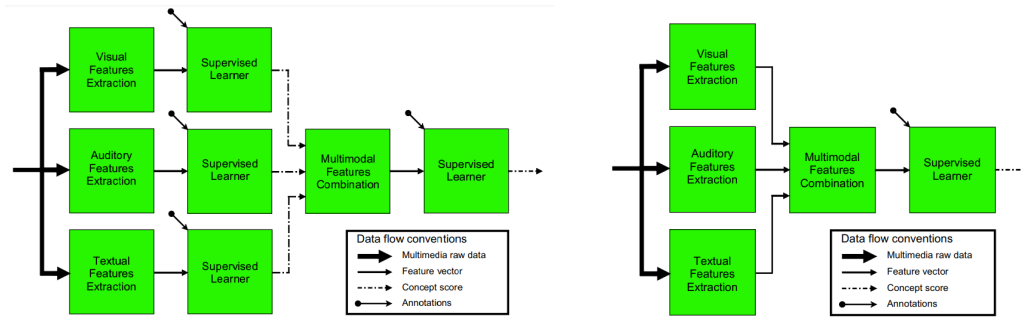 Visual
Features
Extraction
Supervised
Learner
Auditory
Features
Extraction
Supervised
Learner
Multimodal
Features
Combination
Supervised
Learner
Textual
Features
Extraction
Supervised
Learner
Data flow conventions
Multimedia raw data
Feature vector
Concept score
Annotations
Visual
Features
Extraction
Auditory
Features
Extraction
Multimodal
Features
Combination
Supervised
Learner
Textual
Features
Extraction
Data flow conventions
Multimedia raw data
Feature vector
Concept score
Annotations